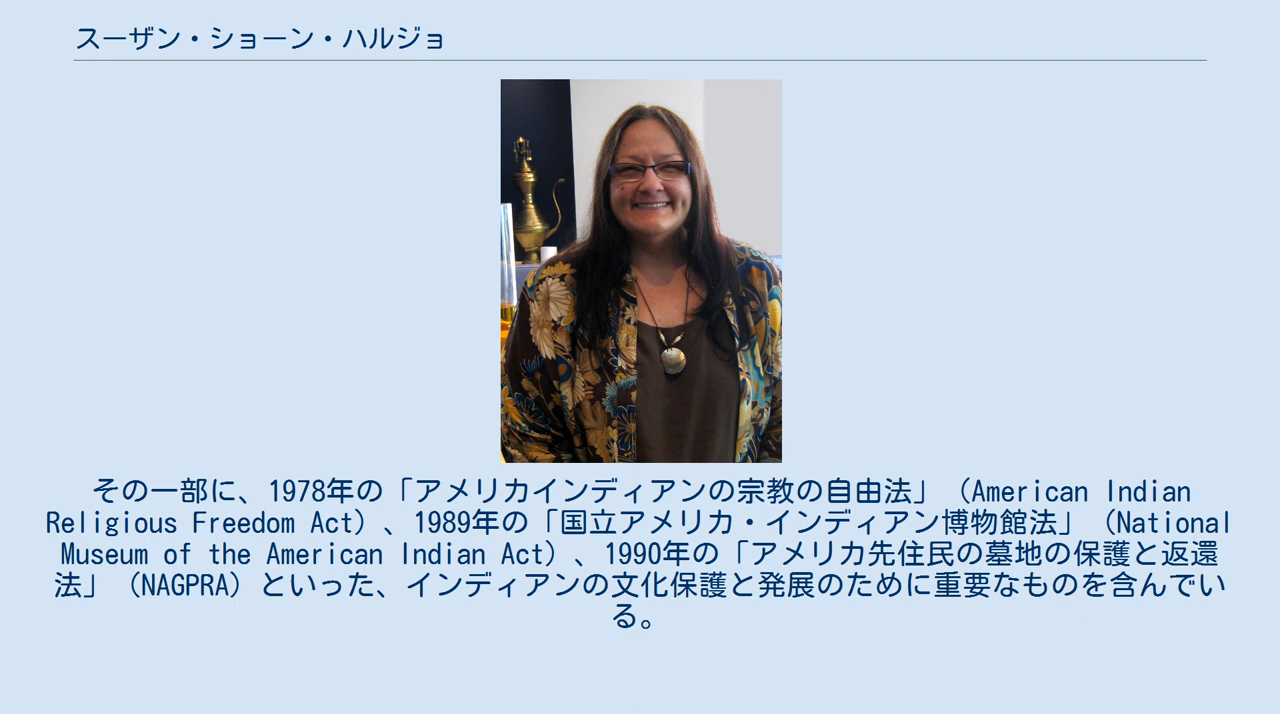 スーザン・ショーン・ハルジョ
その一部に、1978年の「アメリカインディアンの宗教の自由法」（American Indian
Religious Freedom Act）、1989年の「国立アメリカ・インディアン博物館法」（National
Museum of the American Indian Act）、1990年の「アメリカ先住民の墓地の保護と返還
法」（NAGPRA）といった、インディアンの文化保護と発展のために重要なものを含んでい
る。